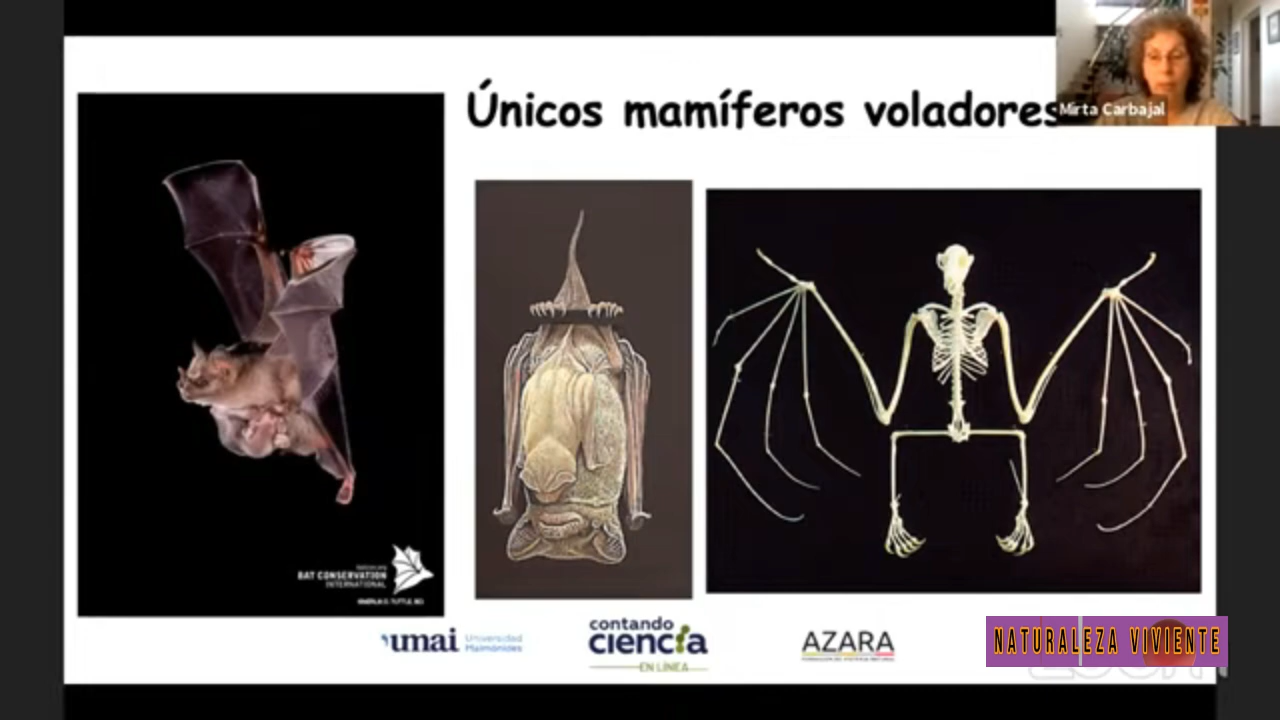 Únicos mamíferos voladores
Mirta Carbajal
BAT CONSERVATION
INTERNATIONAL
umai Universidad
Maimónides
contando
ciencia
EN LÍNEA
AZARA
NATURALEZA VIVIENTE